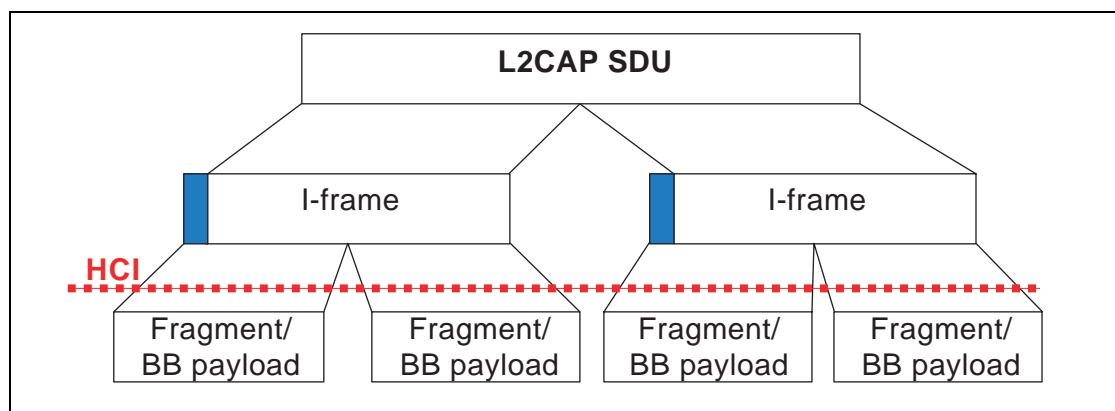 L2CAP SDU
I-frame
I-frame
HCI
Fragment/
BB payload
Fragment/
BB payload
Fragment/
BB payload
Fragment/
BB payload